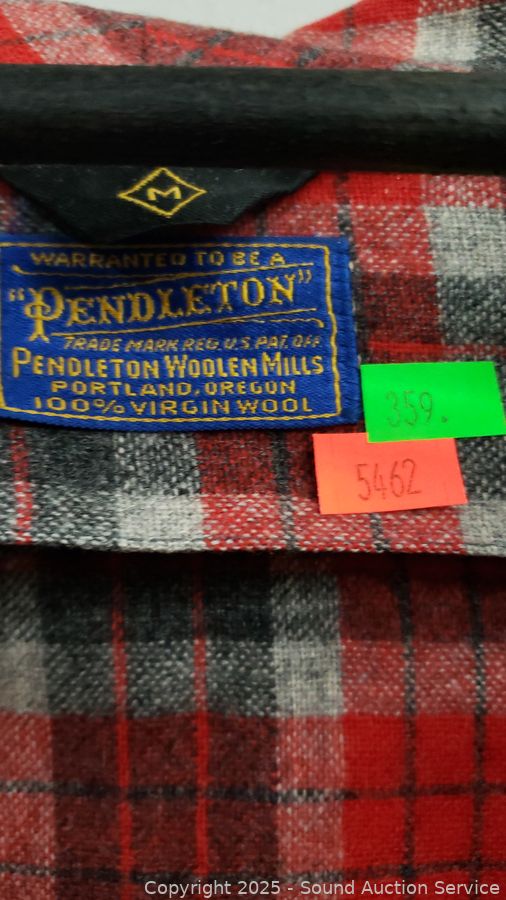 M
WARRANTED TO BE A
"PENDLETON"
TRADE MARK REG. U.S. PAT. OFF.
PENDLETON WOOLEN MILLS
PORTLAND, OREGON
100% VIRGIN WOOL
359.
5462
Copyright 2025 - Sound Auction Service